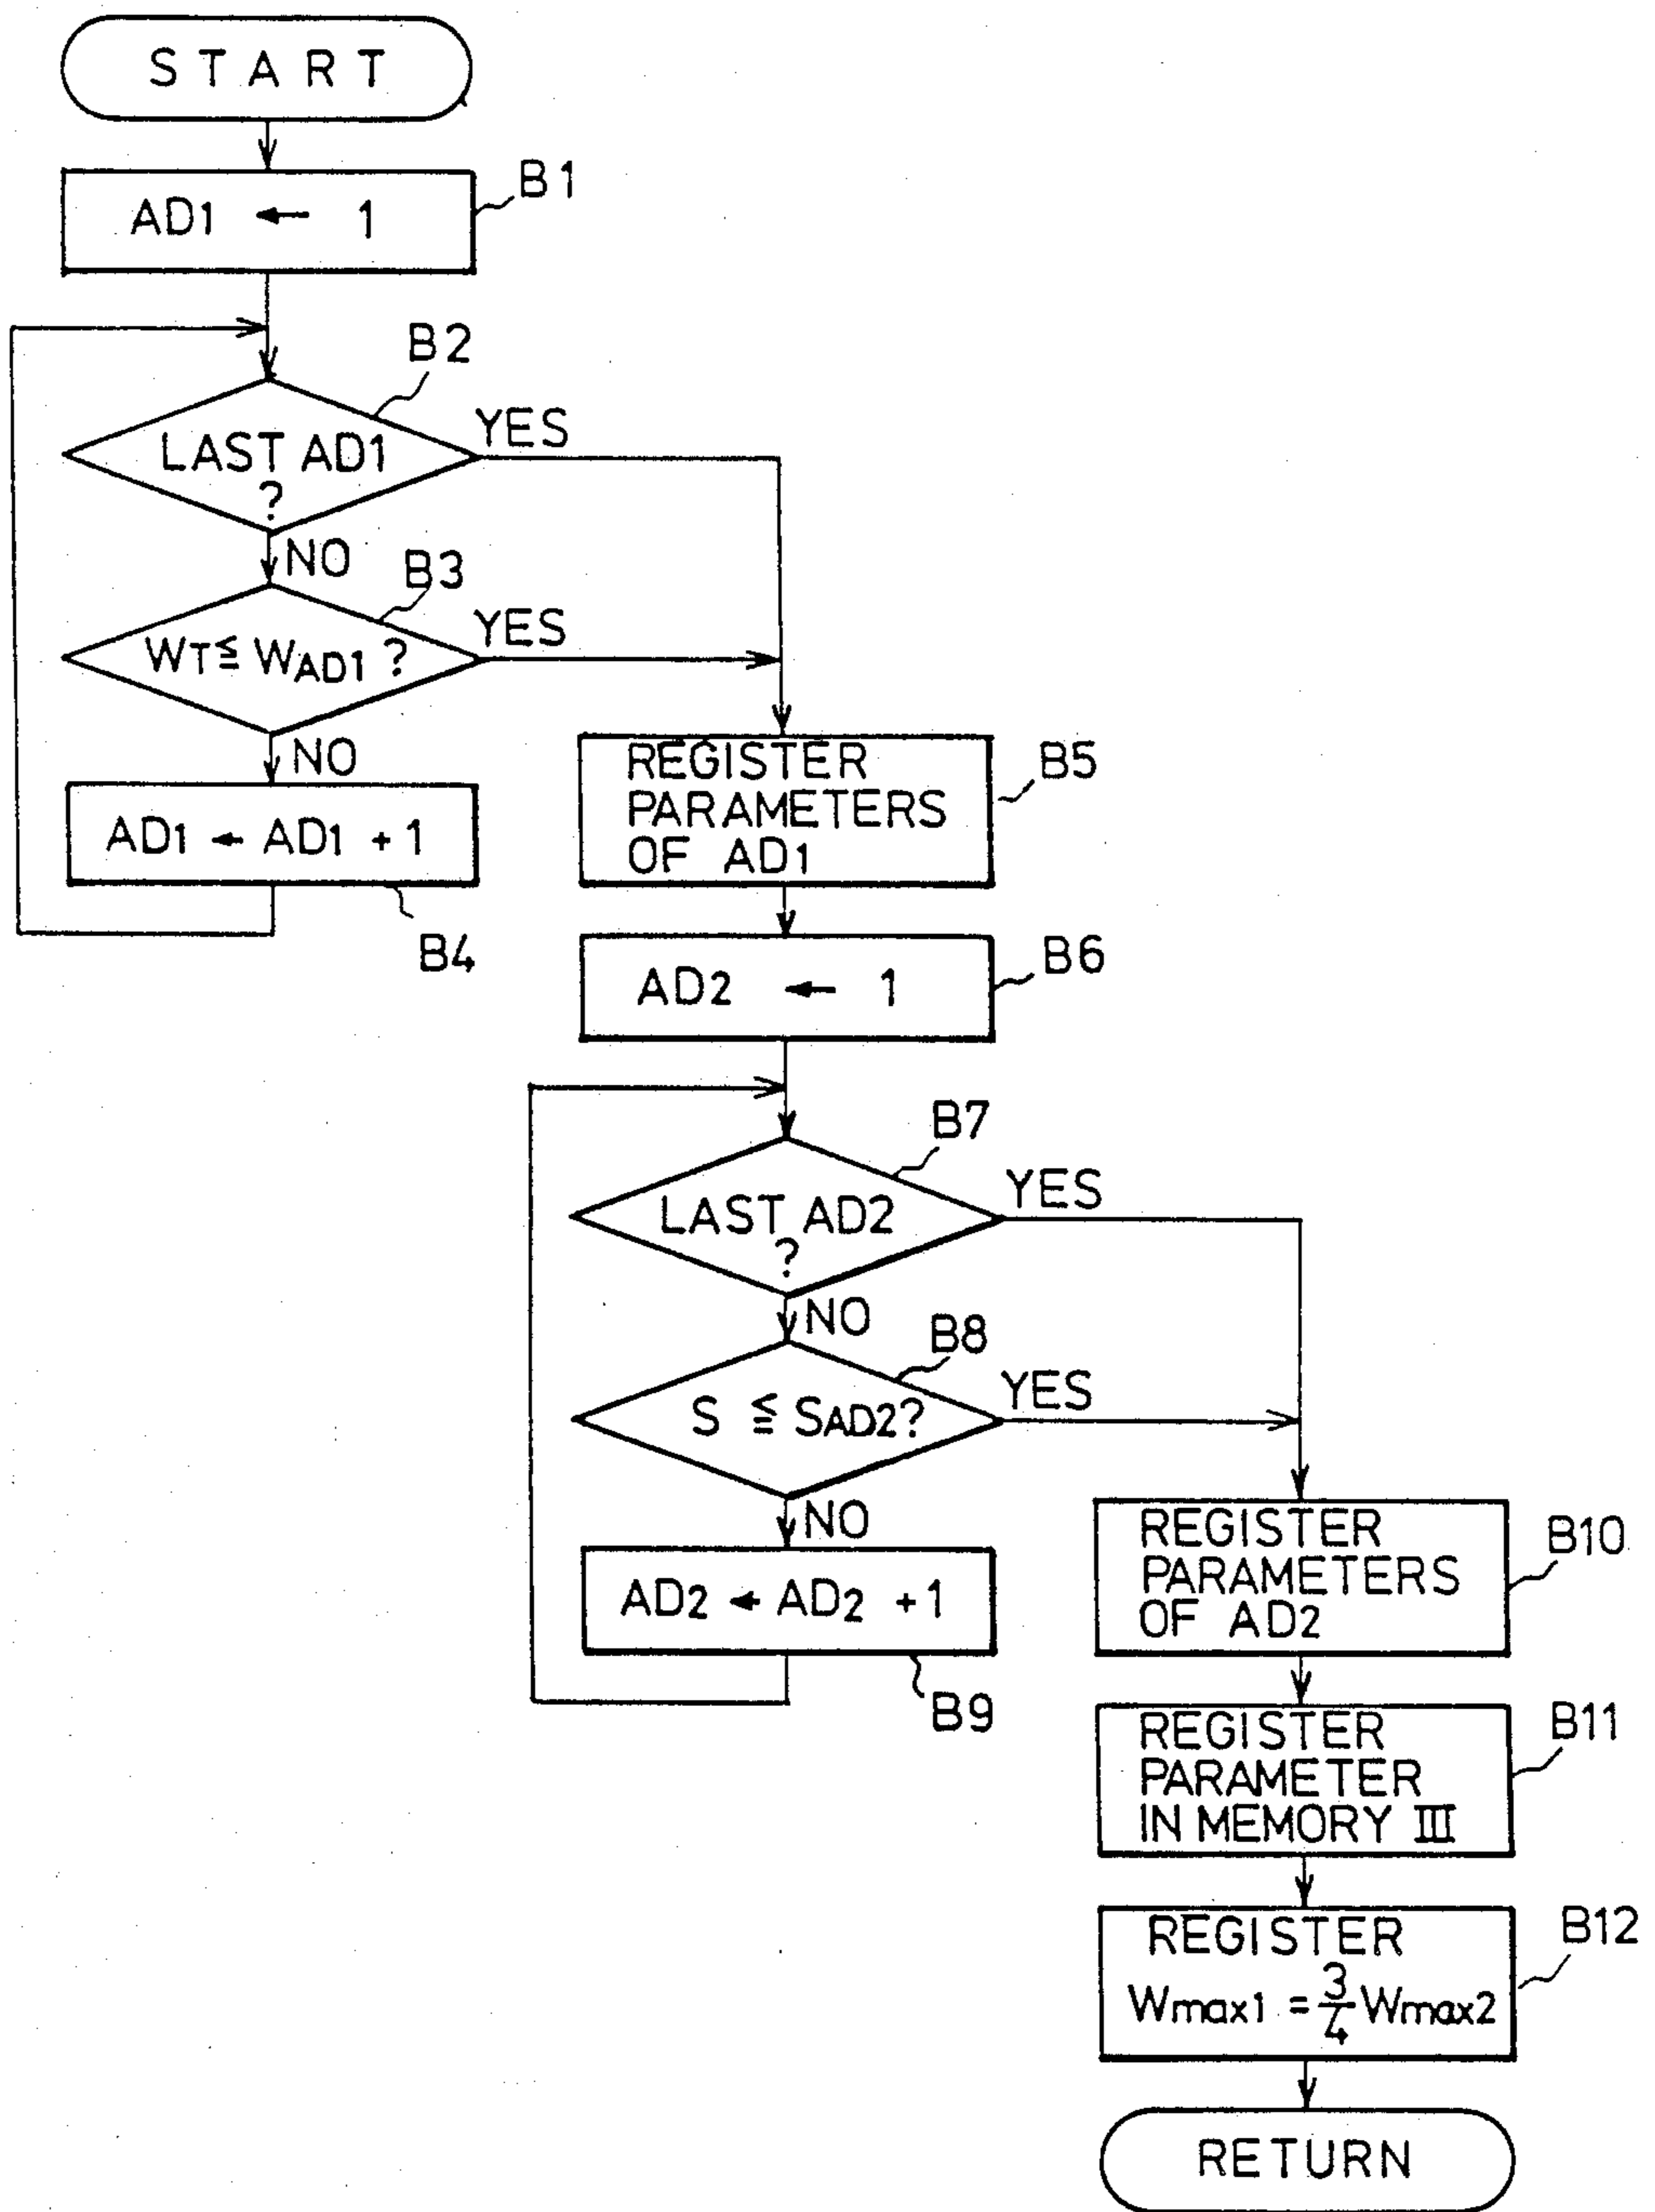 START
AD1 ← 1
B1
B2
LAST AD1
?
YES
NO
B3
WT ≦ WAD1 ?
YES
NO
AD1 ← AD1 + 1
B4
REGISTER
PARAMETERS
OF AD1
B5
AD2 ← 1
B6
B7
LAST AD2
?
YES
NO
B8
S ≦ SAD2?
YES
NO
AD2 ← AD2 + 1
B9
REGISTER
PARAMETERS
OF AD2
B10
REGISTER
PARAMETER
IN MEMORY III
B11
REGISTER
Wmax1 = 3/4 Wmax2
B12
RETURN